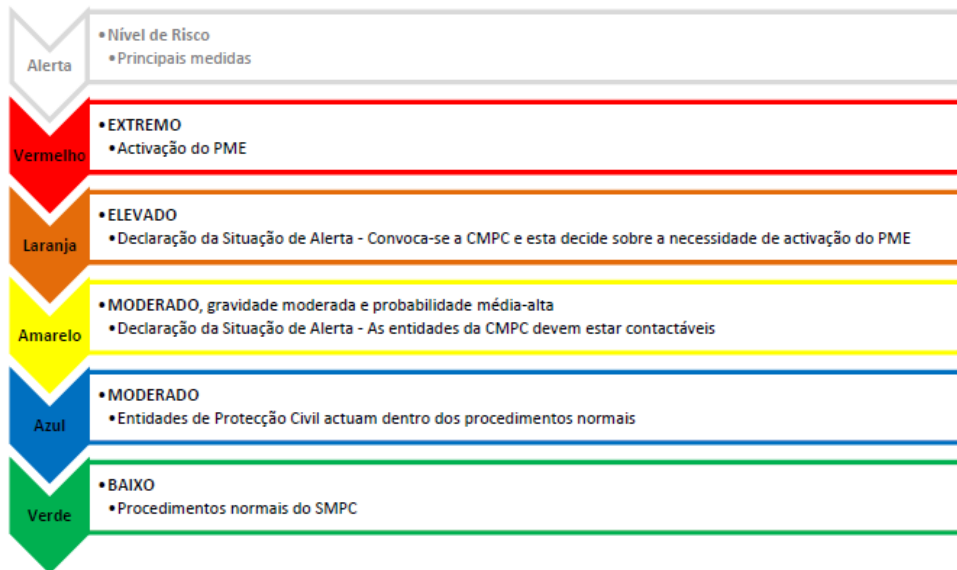 Alerta
•Nível de Risco
•Principais medidas
Vermelho
•EXTREMO
•Activação do PME
Laranja
•ELEVADO
•Declaração da Situação de Alerta - Convoca-se a CMPC e esta decide sobre a necessidade de activação do PME
Amarelo
•MODERADO, gravidade moderada e probabilidade média-alta
•Declaração da Situação de Alerta - As entidades da CMPC devem estar contactáveis
Azul
•MODERADO
•Entidades de Protecção Civil actuam dentro dos procedimentos normais
Verde
•BAIXO
•Procedimentos normais do SMPC